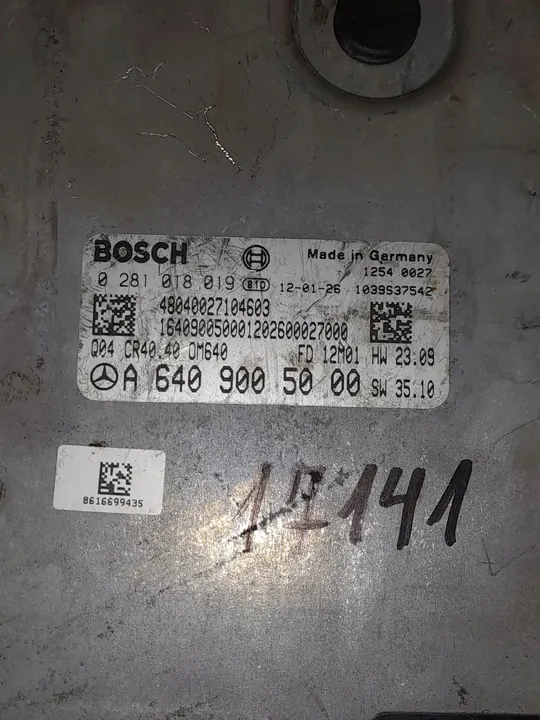 BOSCH Made in Germany
1254 0027
0 281 018 019 81D 12-01-26 1039S37542
48040027104603
164090050001202600027000
Q04 CR40.40 OM640 FD 12M01 HW 23.09
A 640 900 50 00 SW 35.10
8616699435
17141